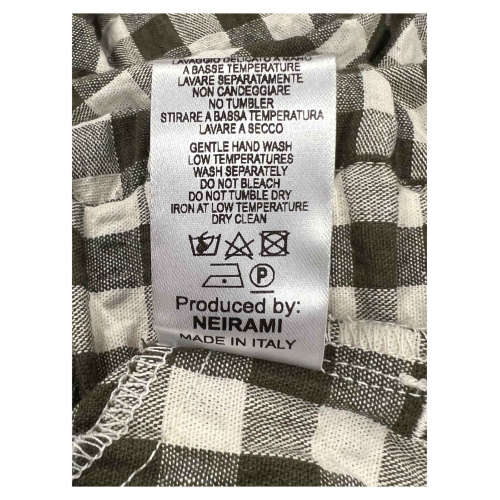 LAVAGGIO DELICATO A MANO
A BASSE TEMPERATURE
LAVARE SEPARATAMENTE
NON CANDEGGIARE
NO TUMBLER
STIRARE A BASSA TEMPERATURA
LAVARE A SECCO
GENTLE HAND WASH
LOW TEMPERATURES
WASH SEPARATELY
DO NOT BLEACH
DO NOT TUMBLE DRY
IRON AT LOW TEMPERATURE
DRY CLEAN
P
Produced by:
NEIRAMI
MADE IN ITALY